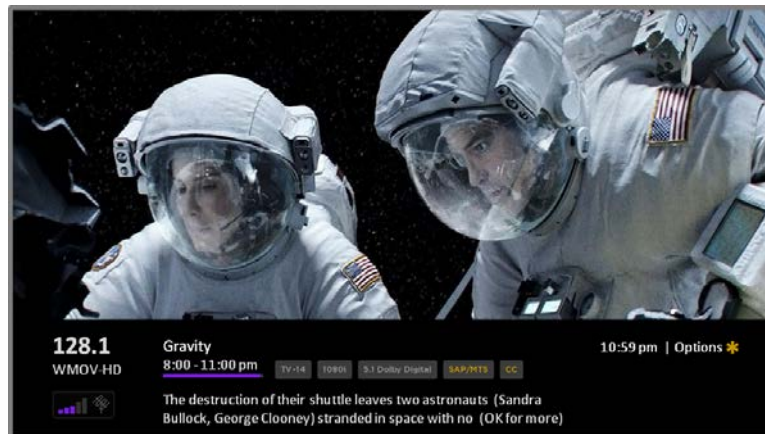 128.1
WMOV-HD
Gravity
8:00 - 11:00 pm
TV-14 1080i 5.1 Dolby Digital SAP/MTS CC
10:59 pm | Options ✱
The destruction of their shuttle leaves two astronauts (Sandra
Bullock, George Clooney) stranded in space with no (OK for more)